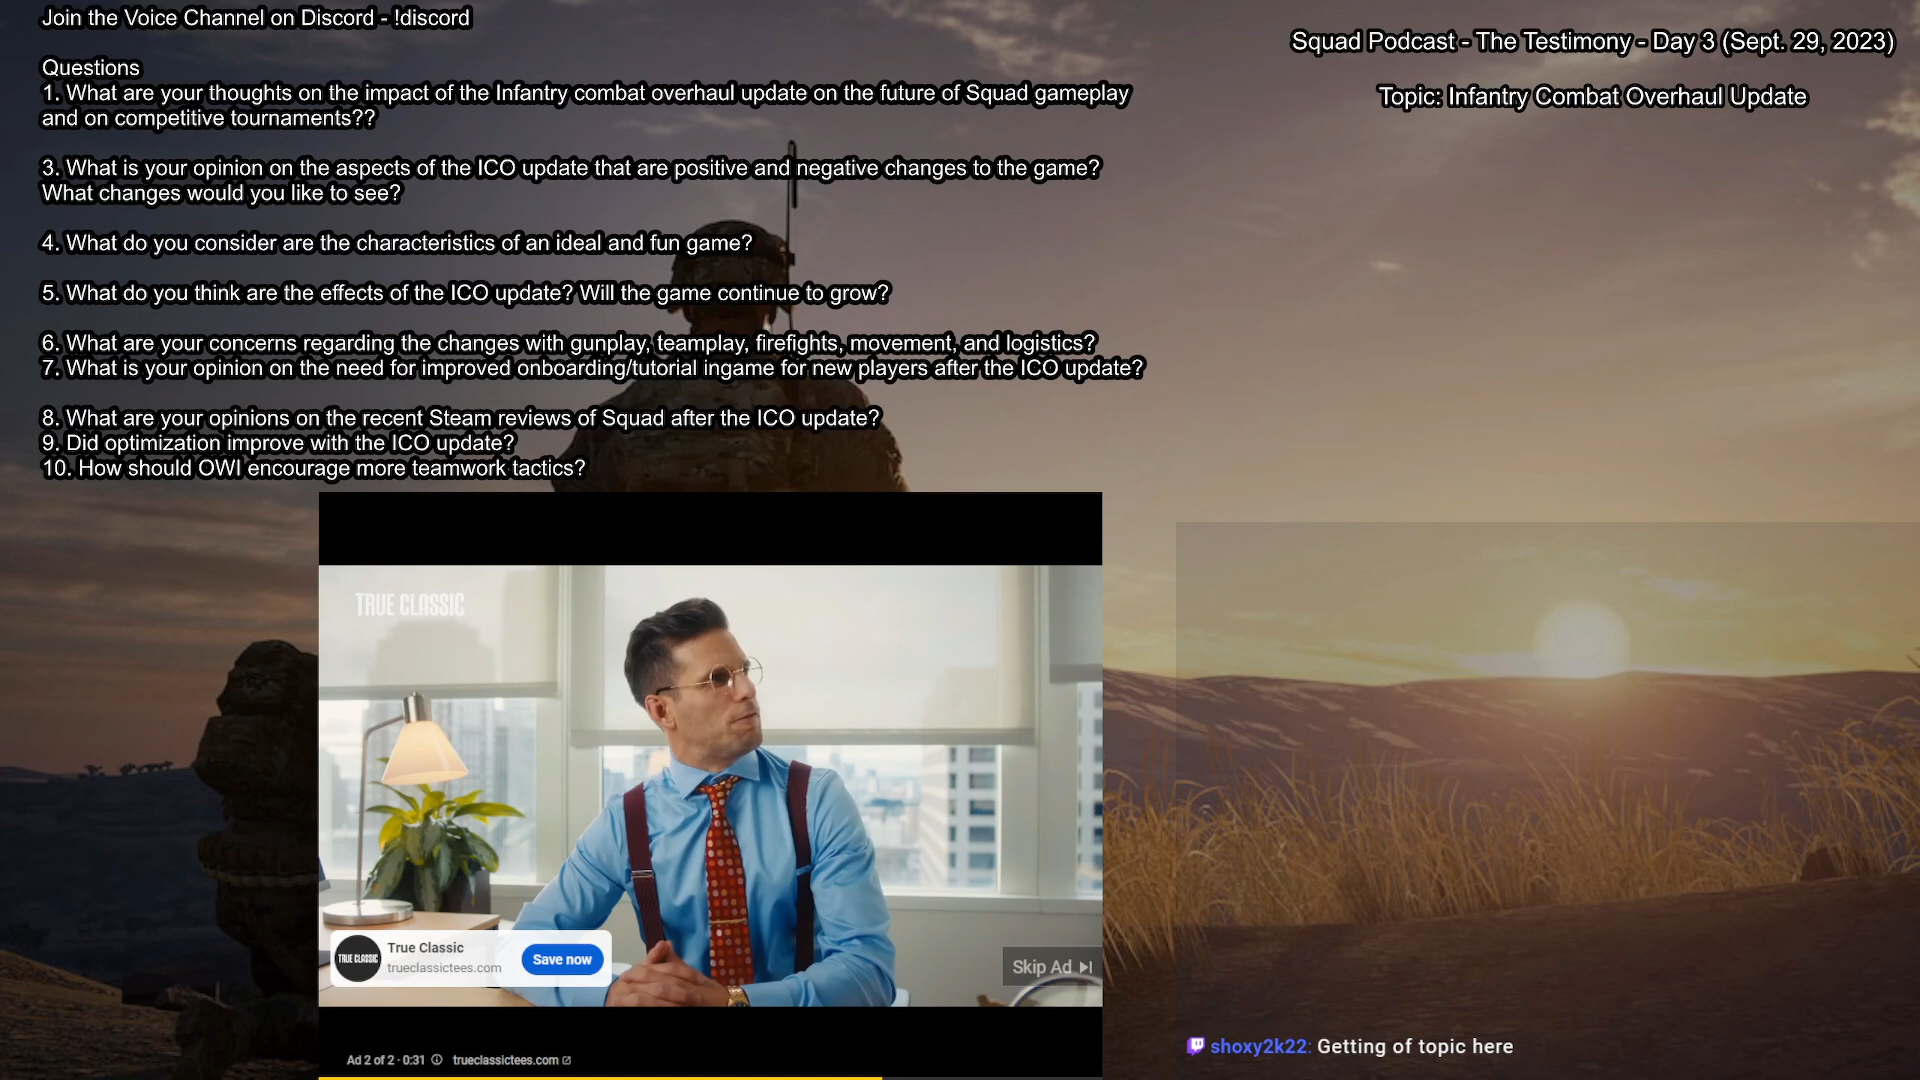 Join the Voice Channel on Discord - !discord
Squad Podcast - The Testimony - Day 3 (Sept. 29, 2023)
Topic: Infantry Combat Overhaul Update
Questions
1. What are your thoughts on the impact of the Infantry combat overhaul update on the future of Squad gameplay
and on competitive tournaments??
3. What is your opinion on the aspects of the ICO update that are positive and negative changes to the game?
What changes would you like to see?
4. What do you consider are the characteristics of an ideal and fun game?
5. What do you think are the effects of the ICO update? Will the game continue to grow?
6. What are your concerns regarding the changes with gunplay, teamplay, firefights, movement, and logistics?
7. What is your opinion on the need for improved onboarding/tutorial ingame for new players after the ICO update?
8. What are your opinions on the recent Steam reviews of Squad after the ICO update?
9. Did optimization improve with the ICO update?
10. How should OWI encourage more teamwork tactics?
TRUE CLASSIC
TRUE CLASSIC
True Classic
trueclassictees.com
Save now
Skip Ad
Ad 2 of 2 · 0:31
trueclassictees.com
shoxy2k22: Getting of topic here